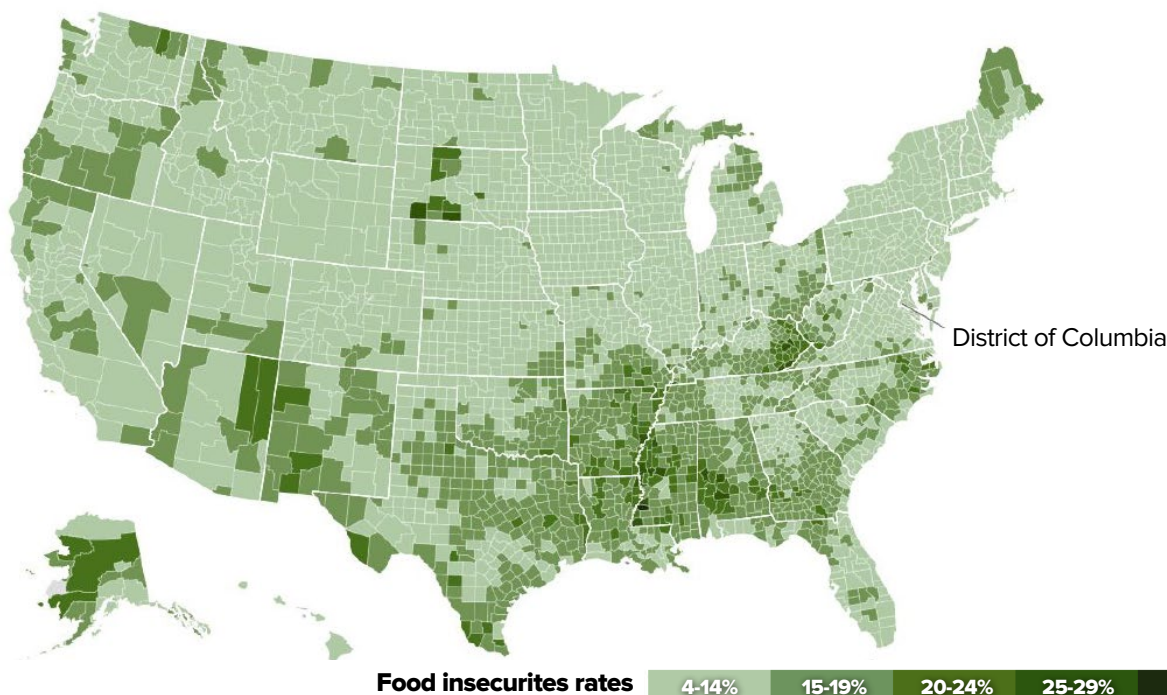 District of Columbia
Food insecurites rates 4-14% 15-19% 20-24% 25-29%